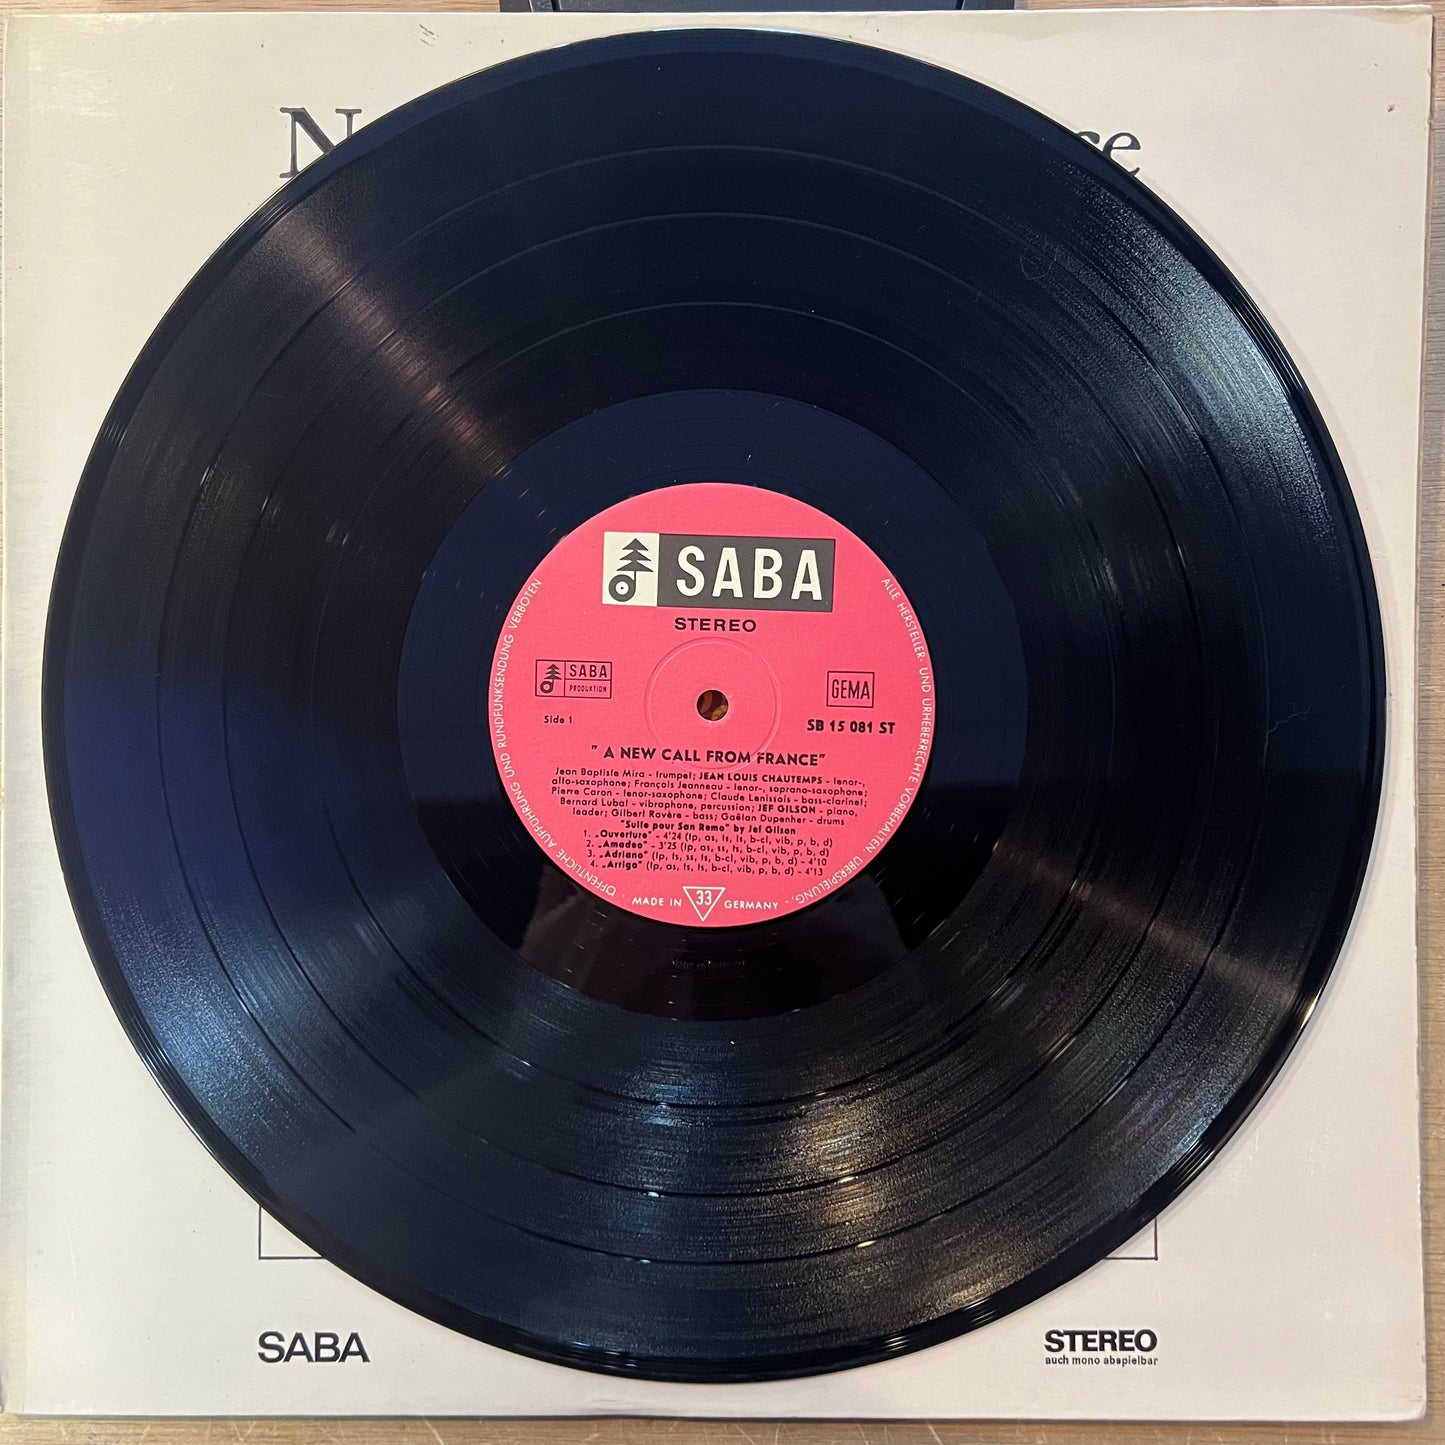 N
ce
SABA
STEREO
SABA
PRODUKTION
GEMA
Side 1
SB 15 081 ST
" A NEW CALL FROM FRANCE"
Jean Baptiste Mira - trumpet; JEAN LOUIS CHAUTEMPS - tenor-,
alto-saxophone; François Jeanneau - tenor-, soprano-saxophone;
Pierre Caron - tenor-saxophone; Claude Lenissois - bass-clarinet;
Bernard Lubat - vibraphone, percussion; JEF GILSON - piano,
leader; Gilbert Rovère - bass; Gaëtan Dupenher - drums
"Suite pour San Remo" by Jef Gilson
1. „Ouverture" - 4'24 (tp, as, ts, ts, b-cl, vib, p, b, d)
2. „Amadeo" - 3'25 (tp, as, ss, ts, b-cl, vib, p, b, d)
3. „Adriano" (tp, ts, ss, ts, b-cl, vib, p, b, d) - 4'10
4. „Arrigo" (tp, as, ts, ts, b-cl, vib, p, b, d) - 4'13
MADE IN 33 GERMANY
ALLE HERSTELLER- UND URHEBERRECHTE VORBEHALTEN. ÜBERSPIELUNG,
ÖFFENTLICHE AUFFÜHRUNG UND RUNDFUNKSENDUNG VERBOTEN
SABA
STEREO
auch mono abspielbar